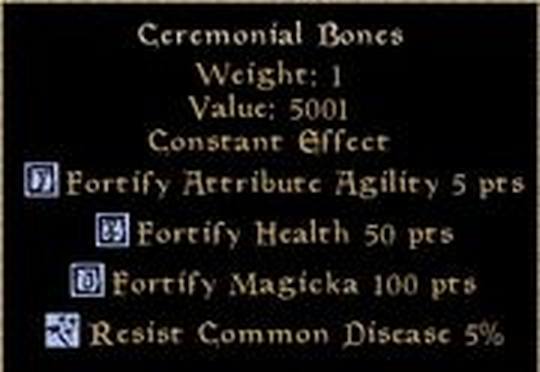 Ceremonial Bones
Weight: 1
Value: 5001
Constant Effect
Fortify Attribute Agility 5 pts
Fortify Health 50 pts
Fortify Magicka 100 pts
Resist Common Disease 5%